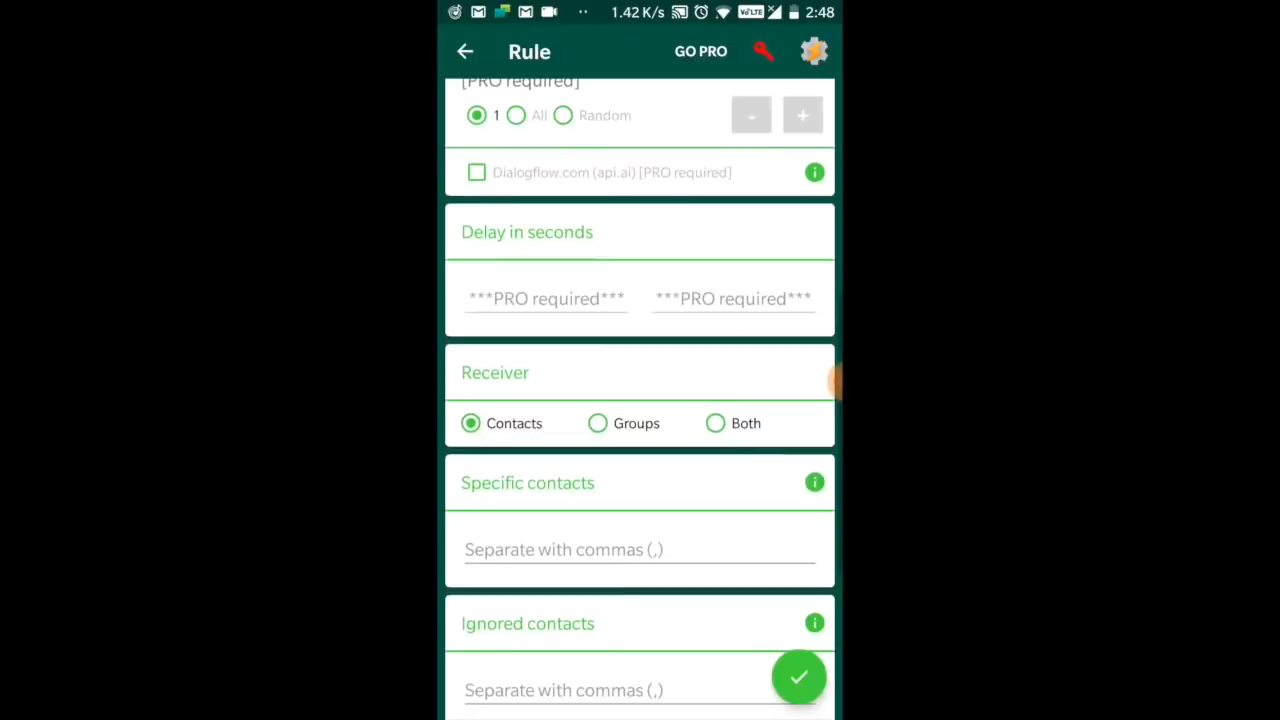 1.42 K/s VoLTE 2:48
Rule GO PRO
[PRO required]
1 All Random - +
Dialogflow.com (api.ai) [PRO required]
Delay in seconds
***PRO required*** ***PRO required***
Receiver
Contacts Groups Both
Specific contacts
Separate with commas (,)
Ignored contacts
Separate with commas (,)